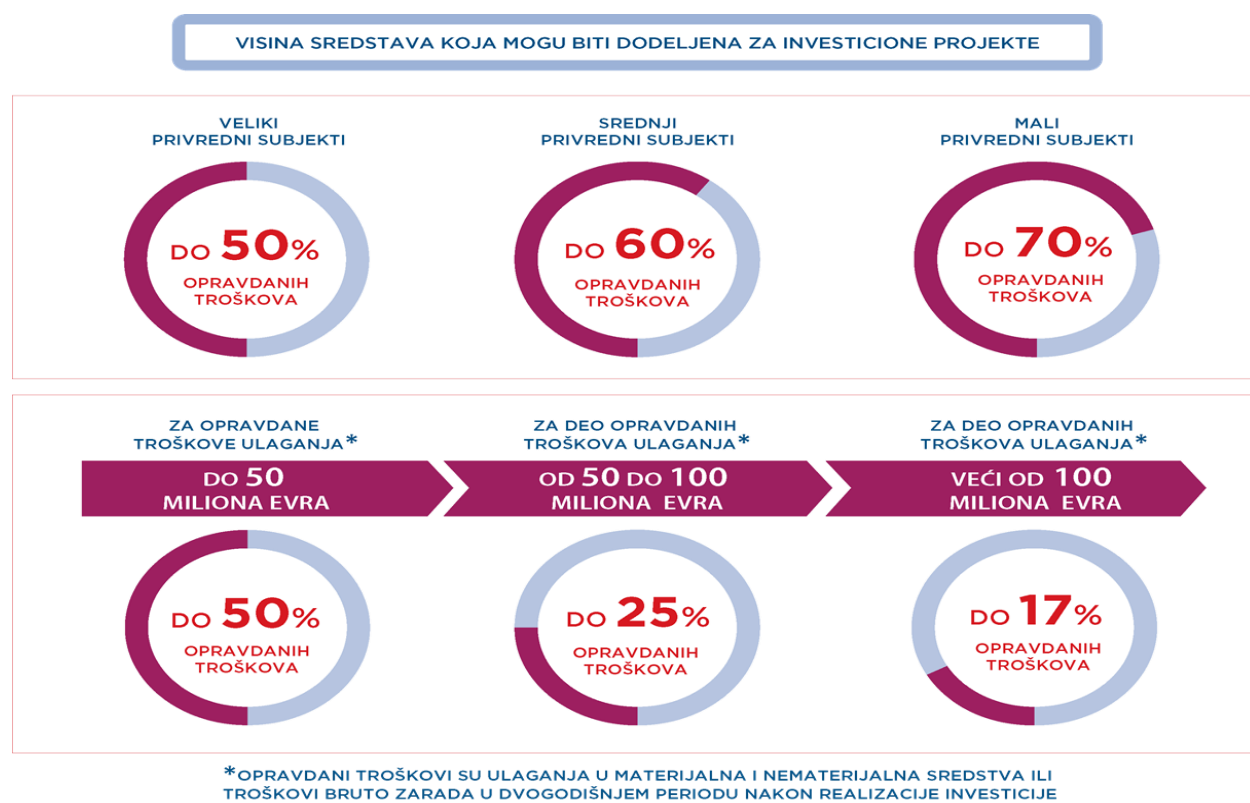 VISINA SREDSTAVA KOJA MOGU BITI DODELJENA ZA INVESTICIONE PROJEKTE
VELIKI
PRIVREDNI SUBJEKTI
DO 50%
OPRAVDANIH
TROŠKOVA
SREDNJI
PRIVREDNI SUBJEKTI
DO 60%
OPRAVDANIH
TROŠKOVA
MALI
PRIVREDNI SUBJEKTI
DO 70%
OPRAVDANIH
TROŠKOVA
ZA OPRAVDANE
TROŠKOVE ULAGANJA*
DO 50
MILIONA EVRA
DO 50%
OPRAVDANIH
TROŠKOVA
ZA DEO OPRAVDANIH
TROŠKOVA ULAGANJA*
OD 50 DO 100
MILIONA EVRA
DO 25%
OPRAVDANIH
TROŠKOVA
ZA DEO OPRAVDANIH
TROŠKOVA ULAGANJA*
VEĆI OD 100
MILIONA EVRA
DO 17%
OPRAVDANIH
TROŠKOVA
*OPRAVDANI TROŠKOVI SU ULAGANJA U MATERIJALNA I NEMATERIJALNA SREDSTVA ILI
TROŠKOVI BRUTO ZARADA U DVOGODIŠNJEM PERIODU NAKON REALIZACIJE INVESTICIJE